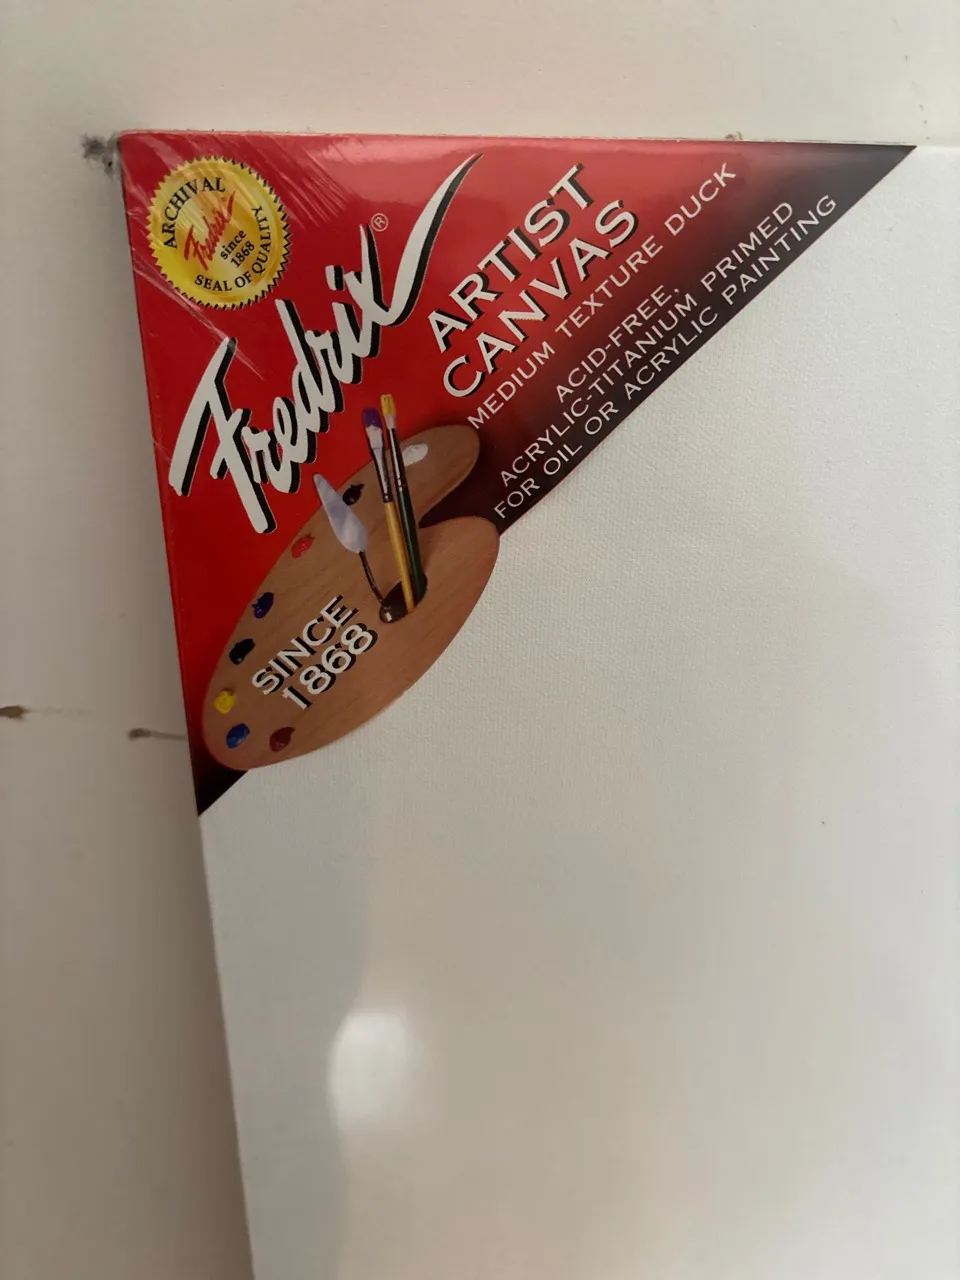 ARCHIVAL
Fredrix
since
1868
SEAL OF QUALITY
Fredrix®
ARTIST
CANVAS
MEDIUM TEXTURE DUCK
ACID-FREE,
ACRYLIC-TITANIUM PRIMED
FOR OIL OR ACRYLIC PAINTING
SINCE
1868